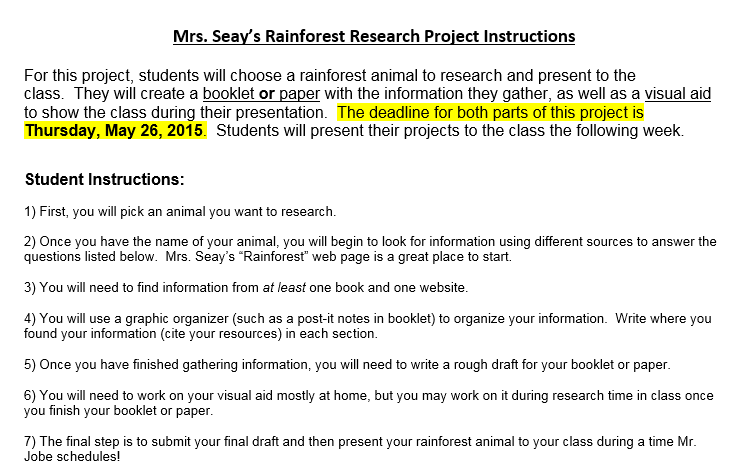 Mrs. Seay’s Rainforest Research Project Instructions
For this project, students will choose a rainforest animal to research and present to the
class.  They will create a booklet or paper with the information they gather, as well as a visual aid
to show the class during their presentation.  The deadline for both parts of this project is
Thursday, May 26, 2015.  Students will present their projects to the class the following week.
Student Instructions:
1) First, you will pick an animal you want to research.
2) Once you have the name of your animal, you will begin to look for information using different sources to answer the
questions listed below.  Mrs. Seay’s “Rainforest” web page is a great place to start.
3) You will need to find information from at least one book and one website.
4) You will use a graphic organizer (such as a post-it notes in booklet) to organize your information.  Write where you
found your information (cite your resources) in each section.
5) Once you have finished gathering information, you will need to write a rough draft for your booklet or paper.
6) You will need to work on your visual aid mostly at home, but you may work on it during research time in class once
you finish your booklet or paper.
7) The final step is to submit your final draft and then present your rainforest animal to your class during a time Mr.
Jobe schedules!